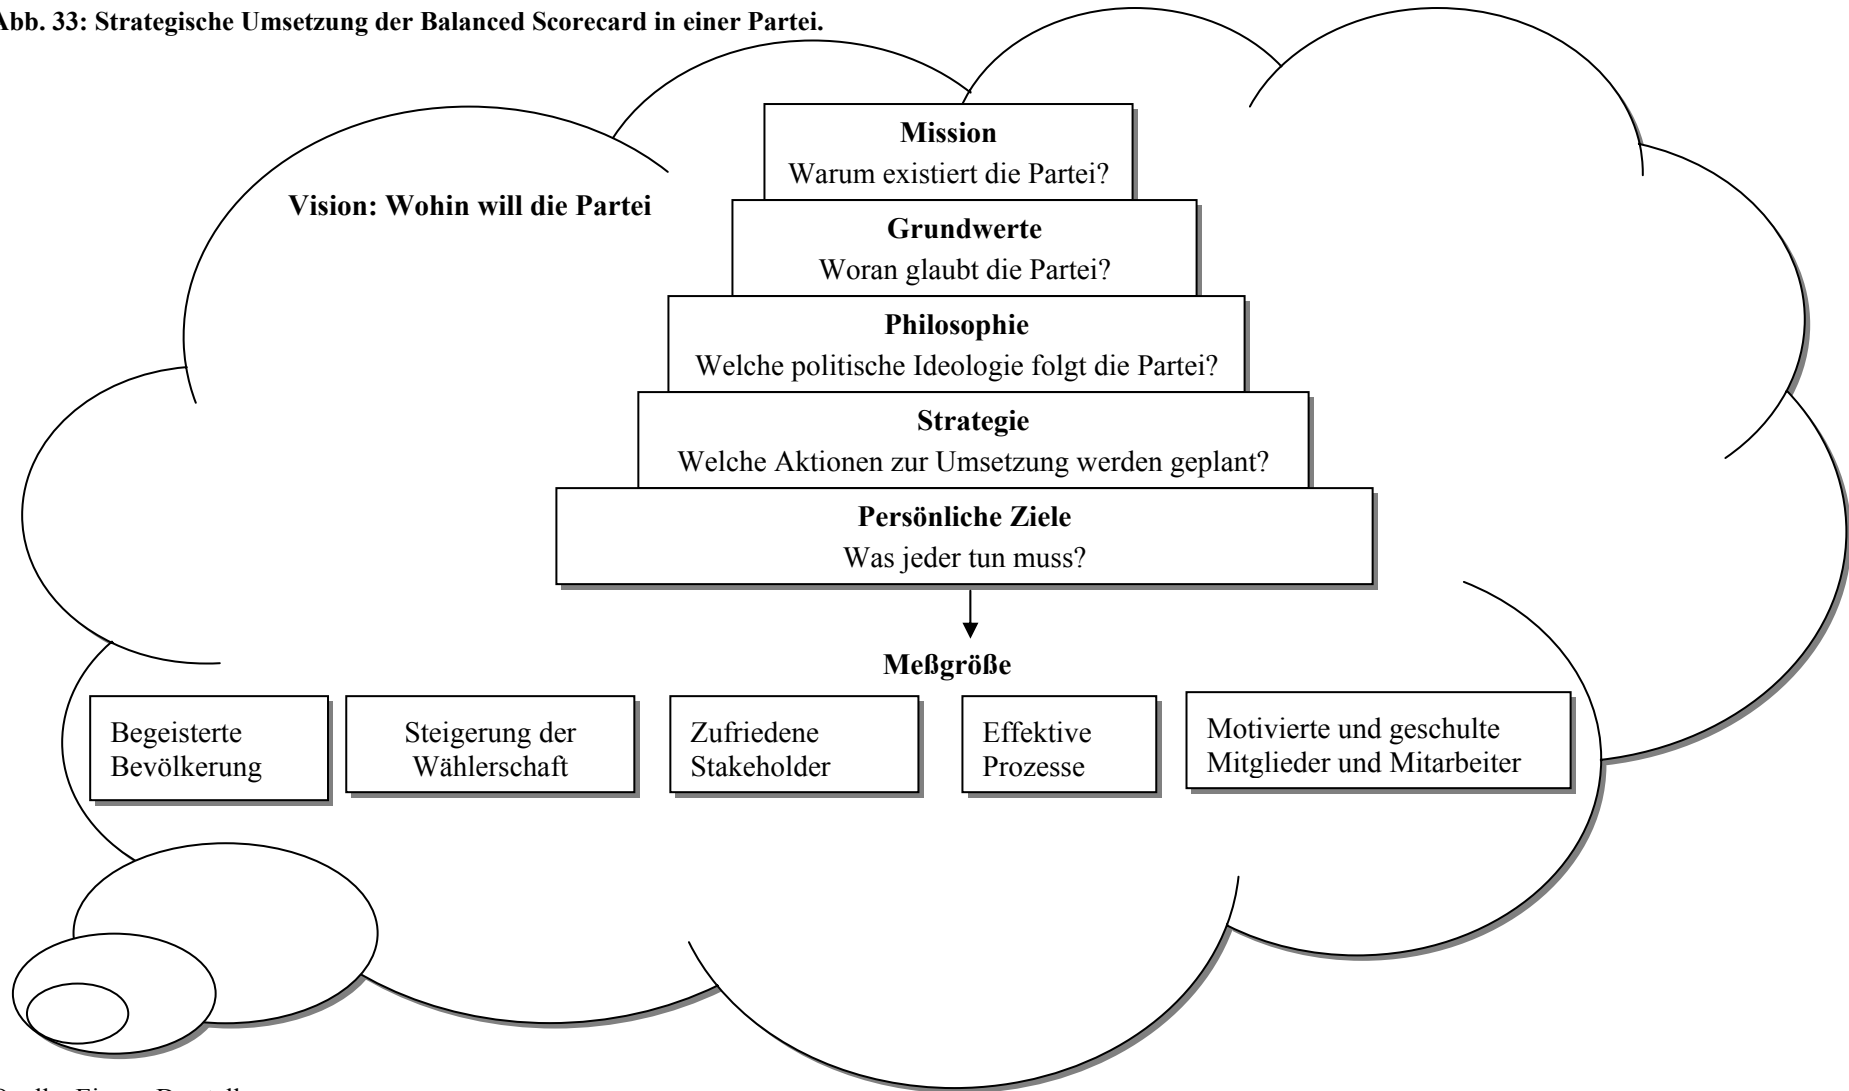 Abb. 33: Strategische Umsetzung der Balanced Scorecard in einer Partei.
Mission
Warum existiert die Partei?
Vision: Wohin will die Partei
Grundwerte
Woran glaubt die Partei?
Philosophie
Welche politische Ideologie folgt die Partei?
Strategie
Welche Aktionen zur Umsetzung werden geplant?
Persönliche Ziele
Was jeder tun muss?
Meßgröße
Begeisterte
Bevölkerung
Steigerung der
Wählerschaft
Zufriedene
Stakeholder
Effektive
Prozesse
Motivierte und geschulte
Mitglieder und Mitarbeiter